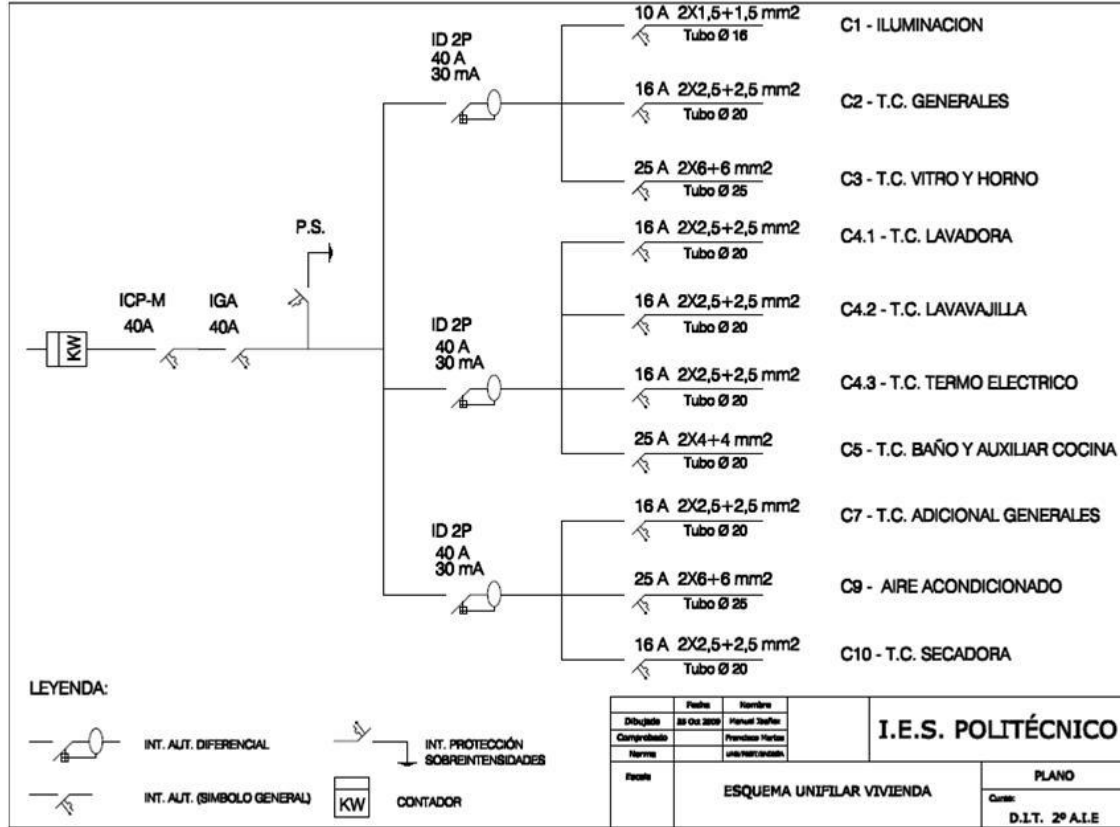 ICP-M
40A
IGA
40A
P.S.
KW
ID 2P
40 A
30 mA
10 A 2X1,5+1,5 mm2
Tubo Ø 16
C1 - ILUMINACION
16 A 2X2,5+2,5 mm2
Tubo Ø 20
C2 - T.C. GENERALES
25 A 2X6+6 mm2
Tubo Ø 25
C3 - T.C. VITRO Y HORNO
ID 2P
40 A
30 mA
16 A 2X2,5+2,5 mm2
Tubo Ø 20
C4.1 - T.C. LAVADORA
16 A 2X2,5+2,5 mm2
Tubo Ø 20
C4.2 - T.C. LAVAVAJILLA
16 A 2X2,5+2,5 mm2
Tubo Ø 20
C4.3 - T.C. TERMO ELECTRICO
25 A 2X4+4 mm2
Tubo Ø 20
C5 - T.C. BAÑO Y AUXILIAR COCINA
ID 2P
40 A
30 mA
16 A 2X2,5+2,5 mm2
Tubo Ø 20
C7 - T.C. ADICIONAL GENERALES
25 A 2X6+6 mm2
Tubo Ø 25
C9 - AIRE ACONDICIONADO
16 A 2X2,5+2,5 mm2
Tubo Ø 20
C10 - T.C. SECADORA
LEYENDA:
INT. AUT. DIFERENCIAL
INT. PROTECCIÓN
SOBREINTENSIDADES
INT. AUT. (SIMBOLO GENERAL)
KW
CONTADOR
Fecha Nombre
Dibujado 23 Oct 2009 Manuel
Comprobado Francisco
Norma
Escala
I.E.S. POLITÉCNICO
ESQUEMA UNIFILAR VIVIENDA
PLANO
Curso:
D.I.T. 2º A.I.E